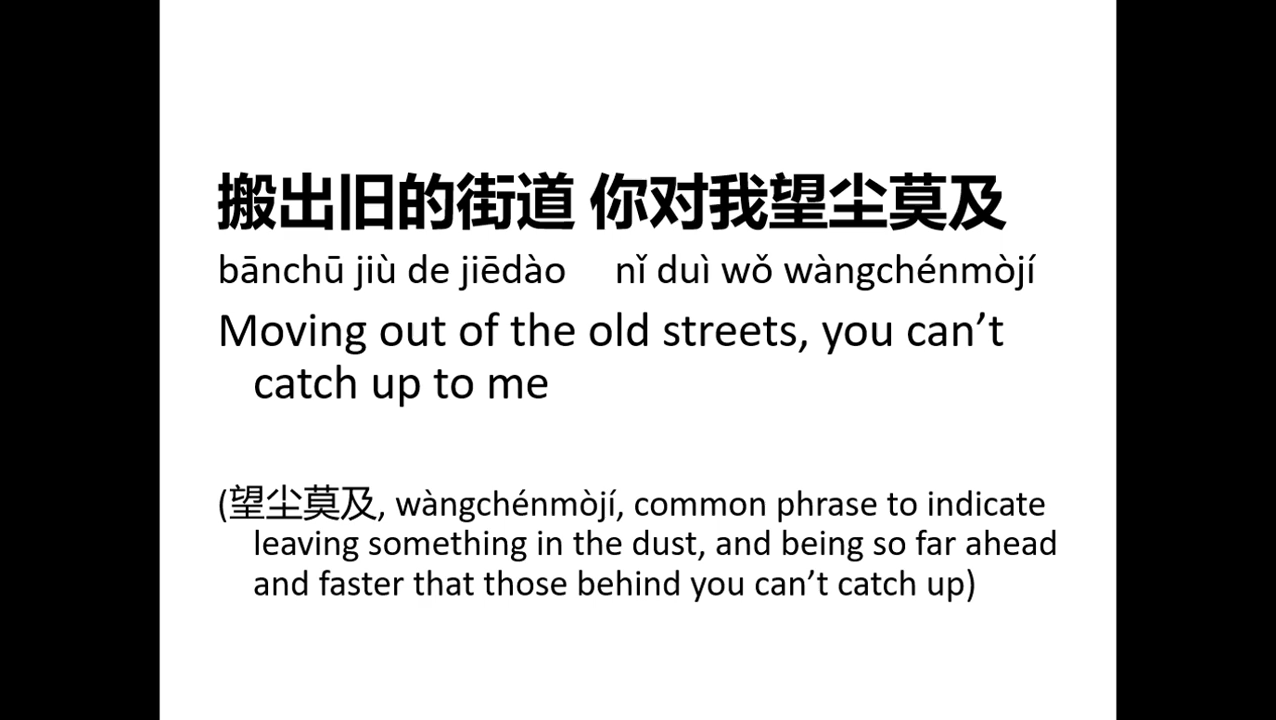 搬出旧的街道 你对我望尘莫及
bānchū jiù de jiēdào nǐ duì wǒ wàngchénmòjí
Moving out of the old streets, you can’t
catch up to me
(望尘莫及, wàngchénmòjí, common phrase to indicate
leaving something in the dust, and being so far ahead
and faster that those behind you can’t catch up)